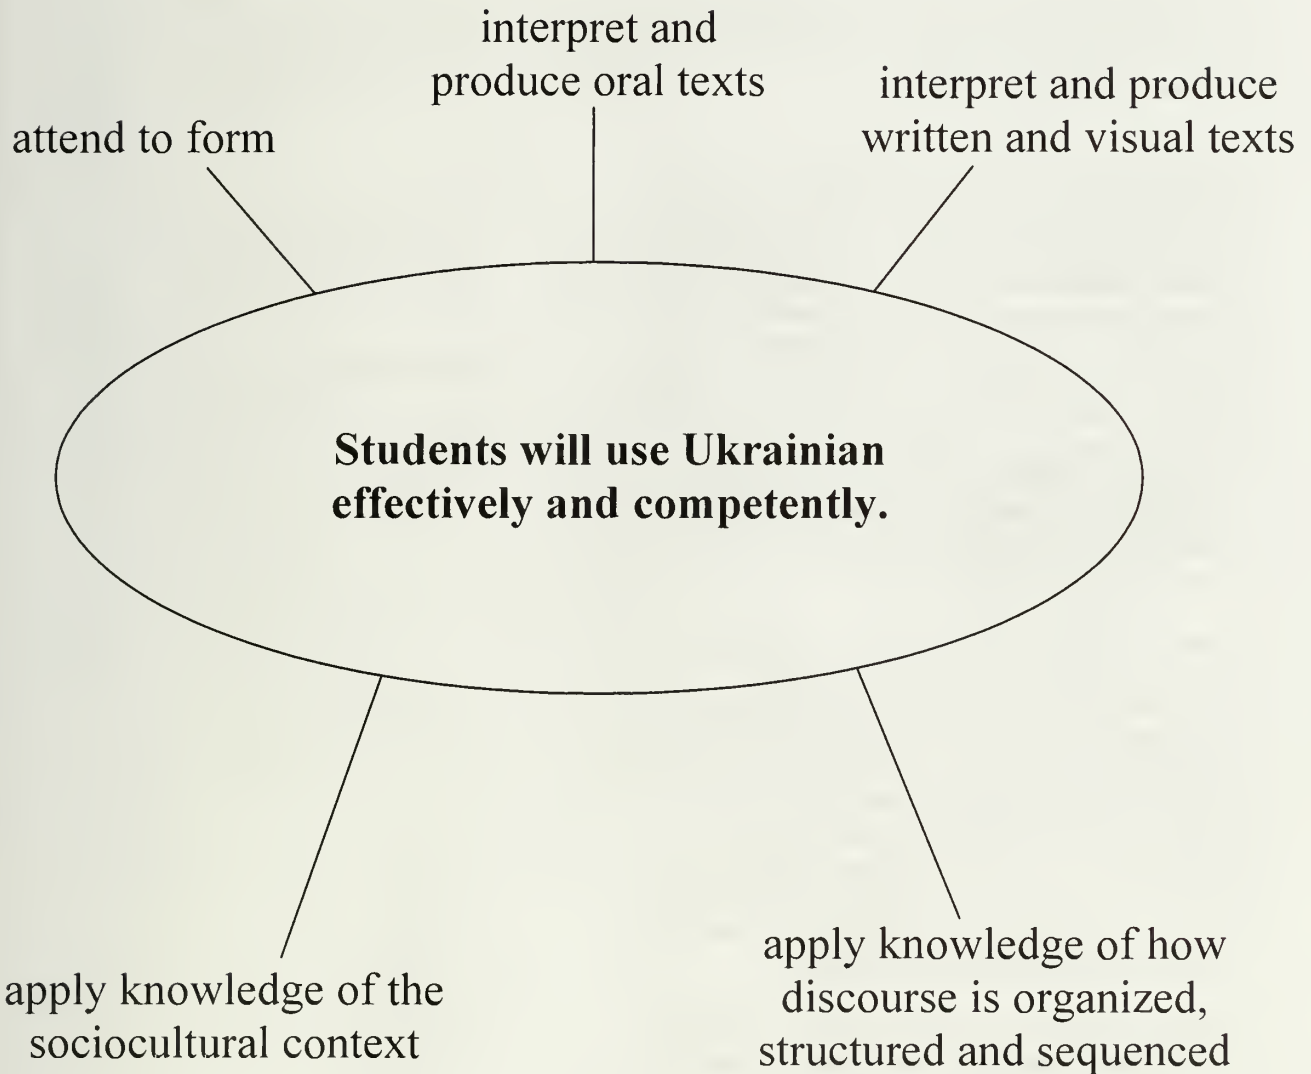 interpret and
produce oral texts
interpret and produce
written and visual texts
attend to form
Students will use Ukrainian
effectively and competently.
apply knowledge of the
sociocultural context
apply knowledge of how
discourse is organized,
structured and sequenced